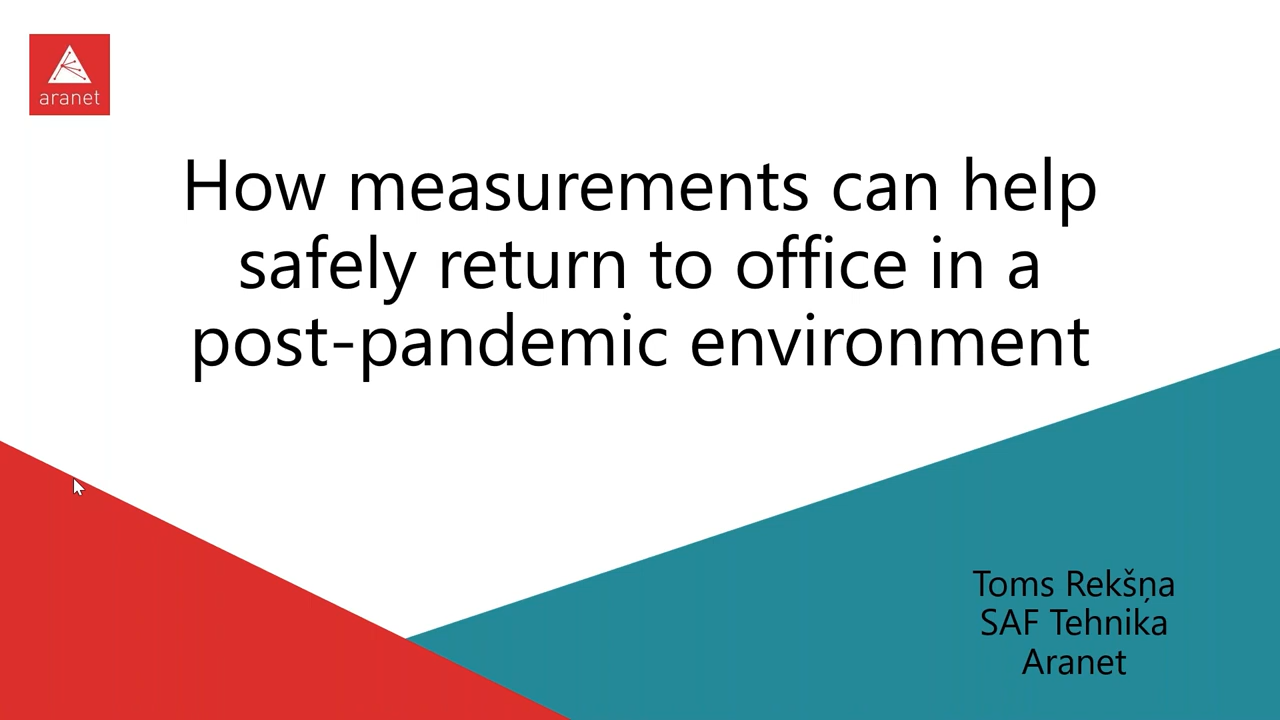 aranet
How measurements can help
safely return to office in a
post-pandemic environment
Toms Rekšņa
SAF Tehnika
Aranet